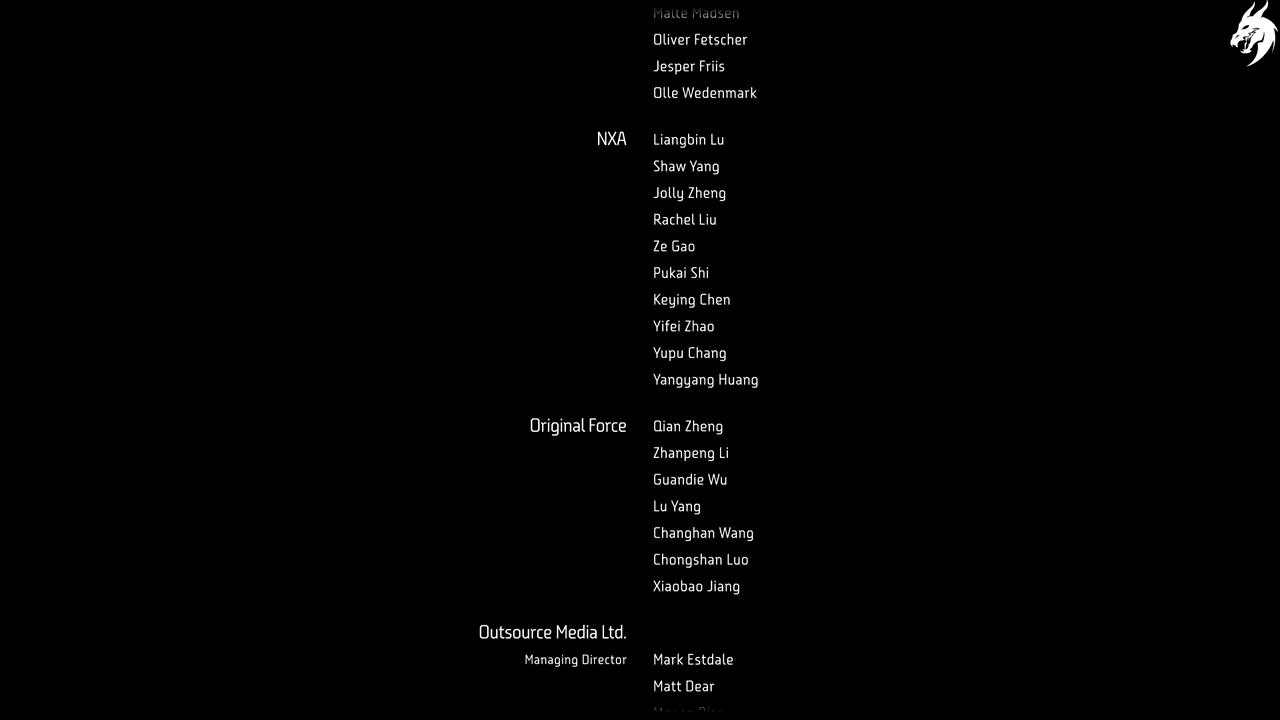 Malte Madsen
Oliver Fetscher
Jesper Friis
Olle Wedenmark
NXA Liangbin Lu
Shaw Yang
Jolly Zheng
Rachel Liu
Ze Gao
Pukai Shi
Keying Chen
Yifei Zhao
Yupu Chang
Yangyang Huang
Original Force Qian Zheng
Zhanpeng Li
Guandie Wu
Lu Yang
Changhan Wang
Chongshan Luo
Xiaobao Jiang
Outsource Media Ltd.
Managing Director Mark Estdale
Matt Dear